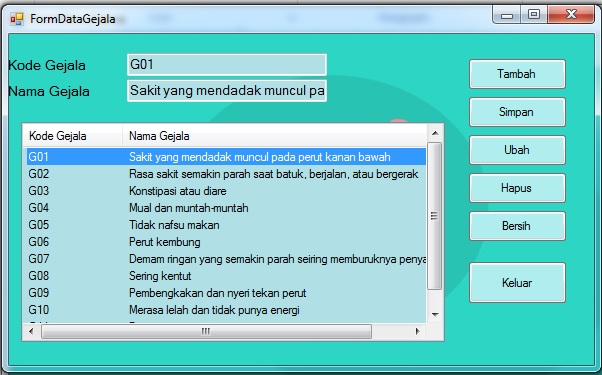 FormDataGejala
Kode Gejala G01
Nama Gejala Sakit yang mendadak muncul pa
Tambah
Simpan
Ubah
Hapus
Bersih
Keluar
Kode Gejala Nama Gejala
G01 Sakit yang mendadak muncul pada perut kanan bawah
G02 Rasa sakit semakin parah saat batuk, berjalan, atau bergerak
G03 Konstipasi atau diare
G04 Mual dan muntah-muntah
G05 Tidak nafsu makan
G06 Perut kembung
G07 Demam ringan yang semakin parah seiring memburuknya penya
G08 Sering kentut
G09 Pembengkakan dan nyeri tekan perut
G10 Merasa lelah dan tidak punya energi